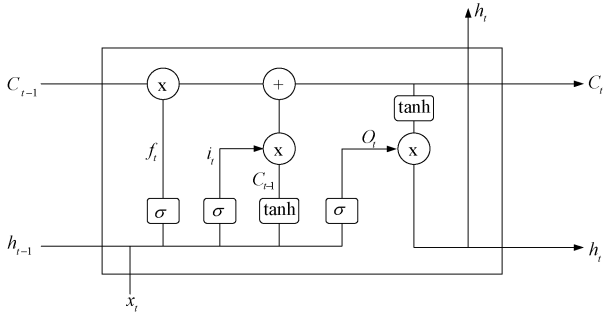 h_t
C_{t-1} x + C_t
tanh
f_t i_t x O_t x
C_{t-1}
σ σ tanh σ
h_{t-1} h_t
x_t